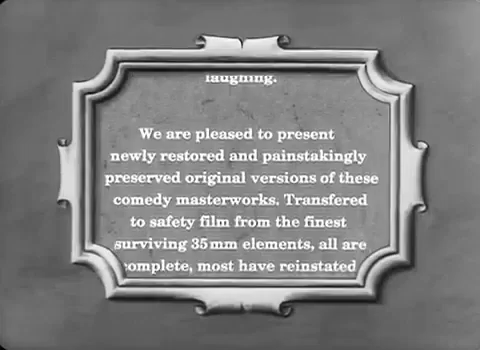 laughing.
We are pleased to present
newly restored and painstakingly
preserved original versions of these
comedy masterworks. Transfered
to safety film from the finest
surviving 35mm elements, all are
complete, most have reinstated